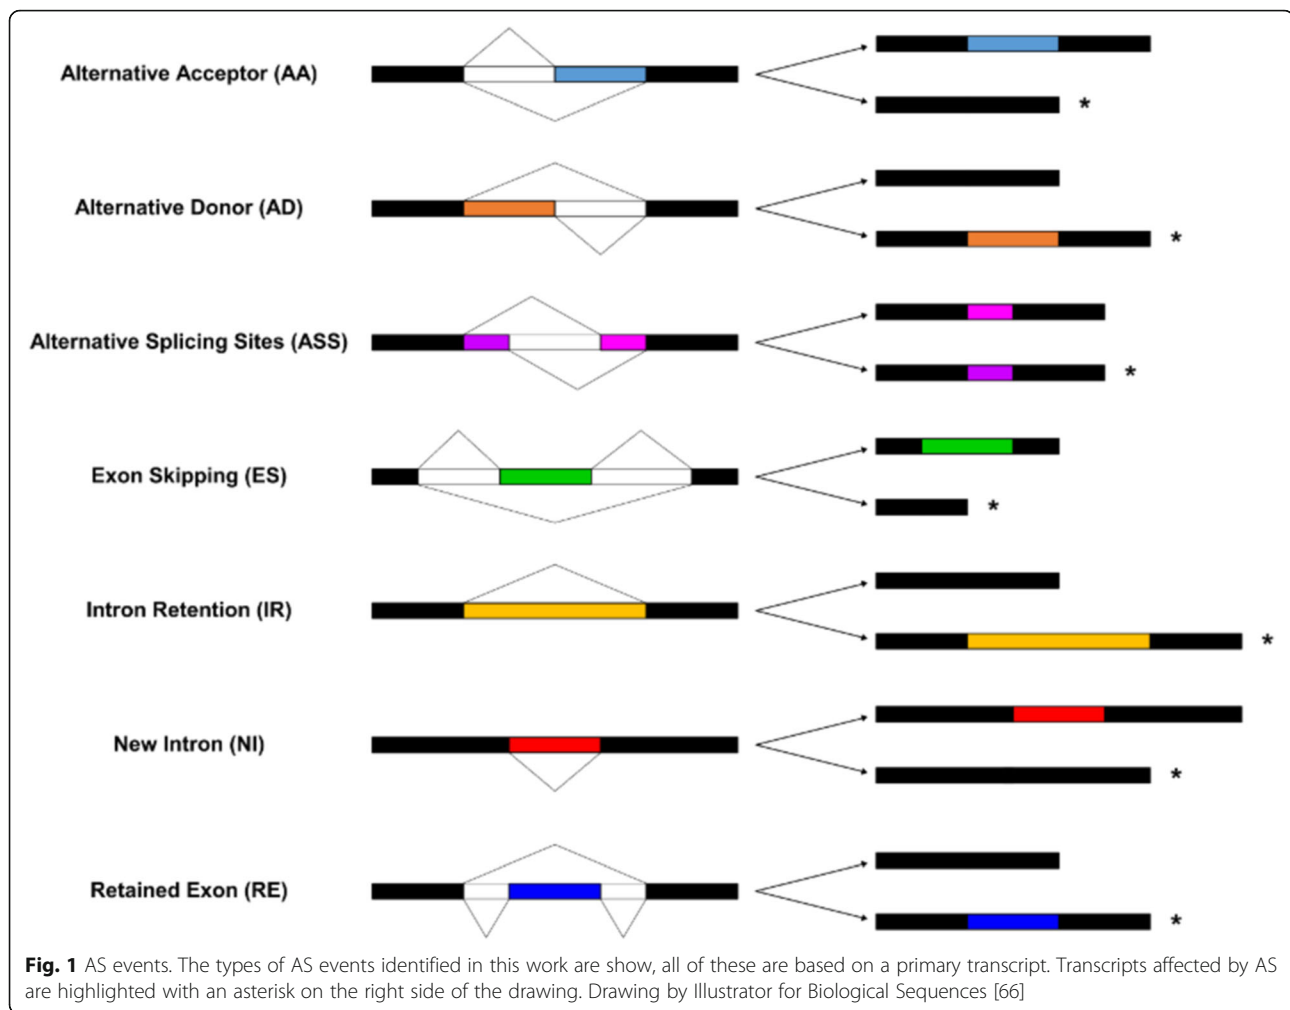 Alternative Acceptor (AA)
*
Alternative Donor (AD)
*
Alternative Splicing Sites (ASS)
*
Exon Skipping (ES)
*
Intron Retention (IR)
*
New Intron (NI)
*
Retained Exon (RE)
*
Fig. 1 AS events. The types of AS events identified in this work are show, all of these are based on a primary transcript. Transcripts affected by AS
are highlighted with an asterisk on the right side of the drawing. Drawing by Illustrator for Biological Sequences [66]